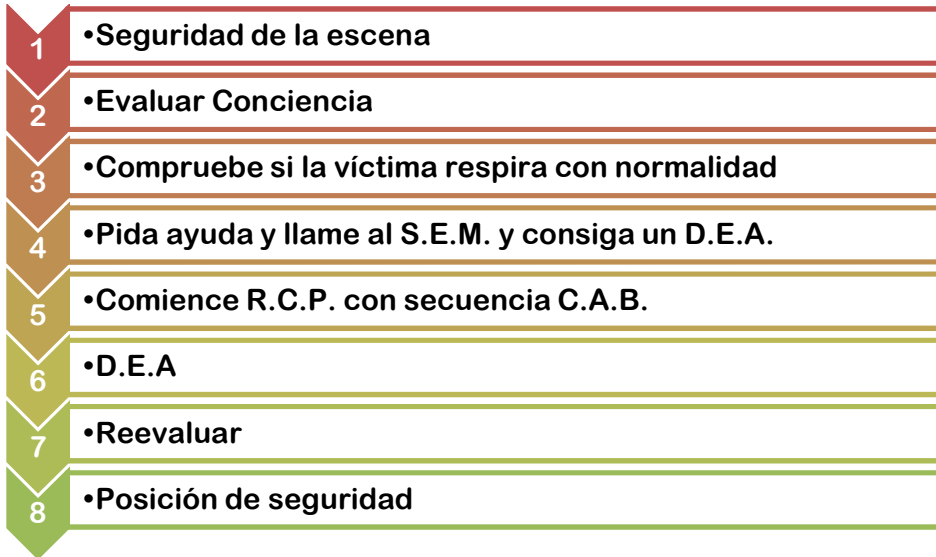 1 •Seguridad de la escena
2 •Evaluar Conciencia
3 •Compruebe si la víctima respira con normalidad
4 •Pida ayuda y llame al S.E.M. y consiga un D.E.A.
5 •Comience R.C.P. con secuencia C.A.B.
6 •D.E.A
7 •Reevaluar
8 •Posición de seguridad